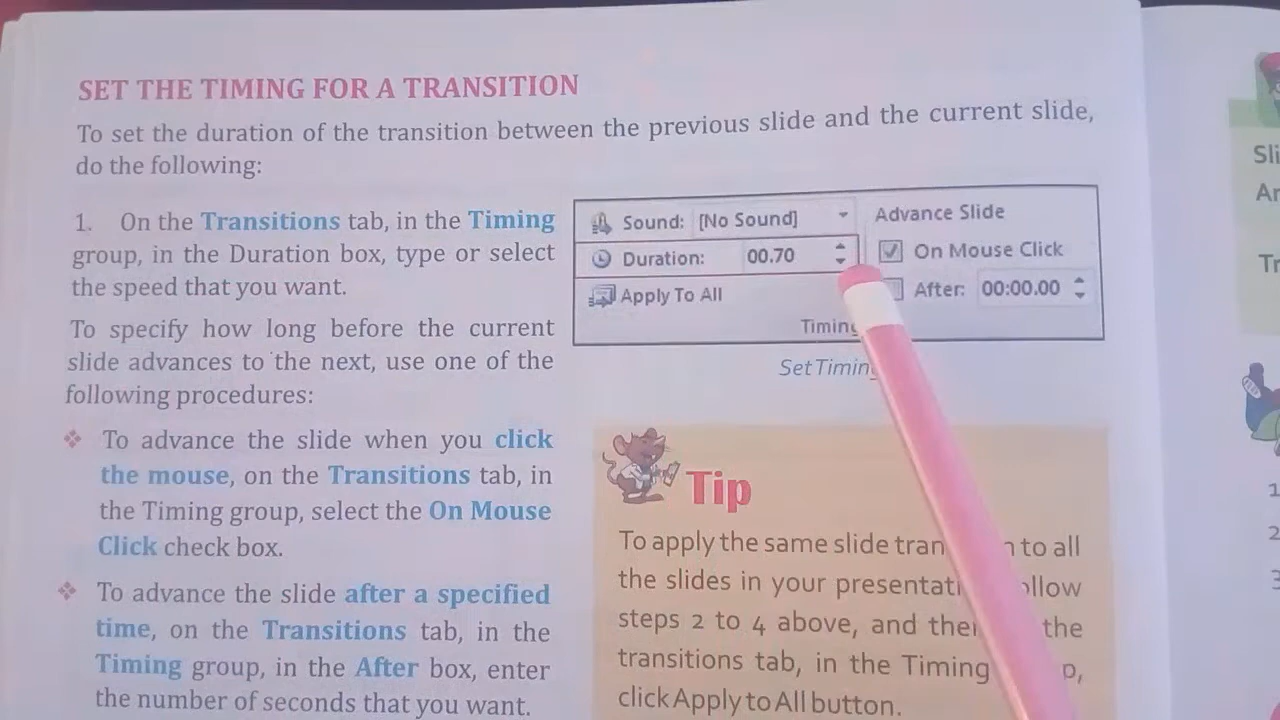 SET THE TIMING FOR A TRANSITION
To set the duration of the transition between the previous slide and the current slide,
do the following:
1. On the Transitions tab, in the Timing
group, in the Duration box, type or select
the speed that you want.
To specify how long before the current
slide advances to the next, use one of the
following procedures:
❖ To advance the slide when you click
the mouse, on the Transitions tab, in
the Timing group, select the On Mouse
Click check box.
❖ To advance the slide after a specified
time, on the Transitions tab, in the
Timing group, in the After box, enter
the number of seconds that you want.
Sound: [No Sound]
Duration: 00.70
Apply To All
Advance Slide
On Mouse Click
After: 00:00.00
Timing
Set Timing
Tip
To apply the same slide to all
the slides in your
steps 2 to 4 above, and the
transitions tab, in the Timing
click Apply to All button.
1
2
3